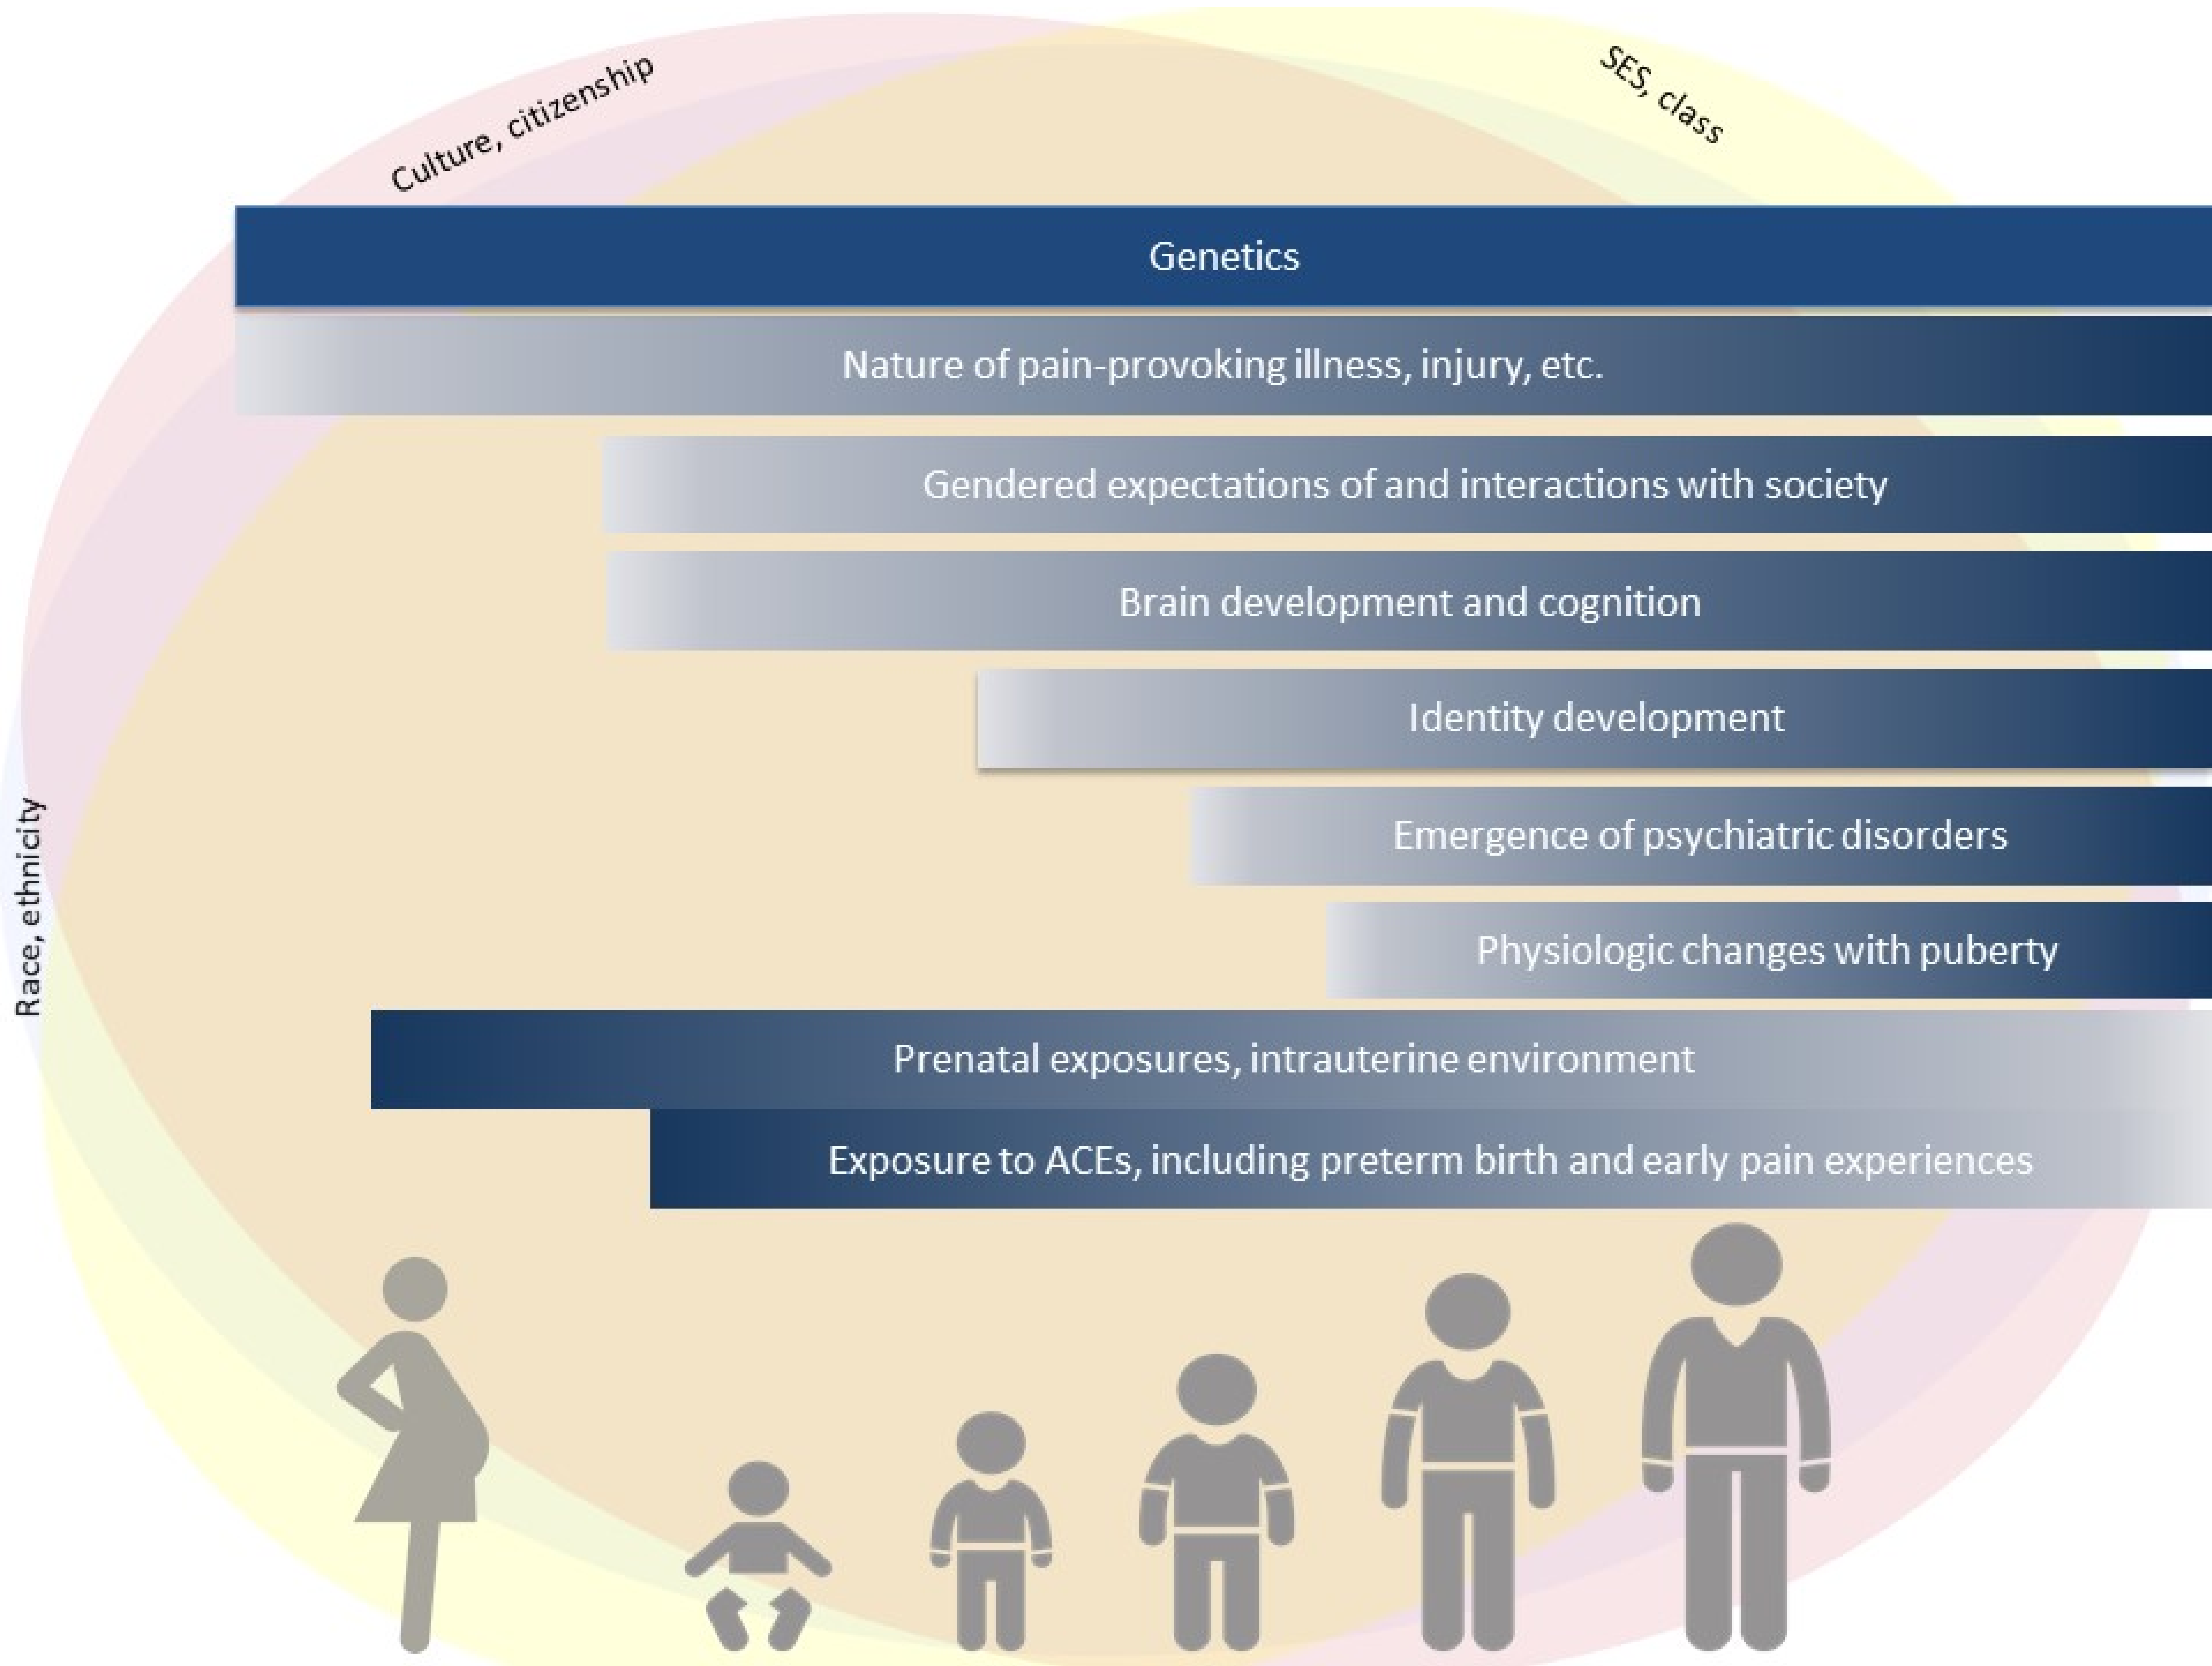 Culture, citizenship
SES, class
Genetics
Nature of pain-provoking illness, injury, etc.
Gendered expectations of and interactions with society
Brain development and cognition
Identity development
Emergence of psychiatric disorders
Race, ethnicity
Physiologic changes with puberty
Prenatal exposures, intrauterine environment
Exposure to ACEs, including preterm birth and early pain experiences